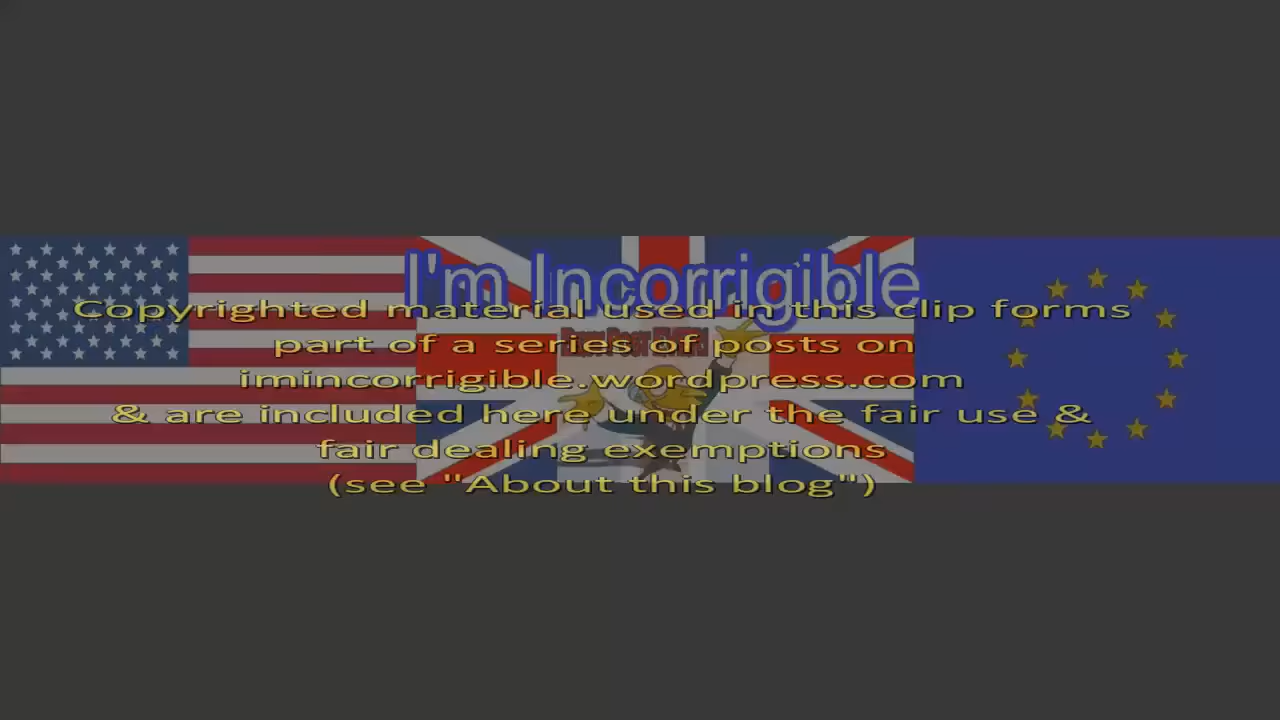 I'm Incorrigible
Copyrighted material used in this clip forms
part of a series of posts on
imincorrigible.wordpress.com
& are included here under the fair use &
fair dealing exemptions
(see "About this blog")